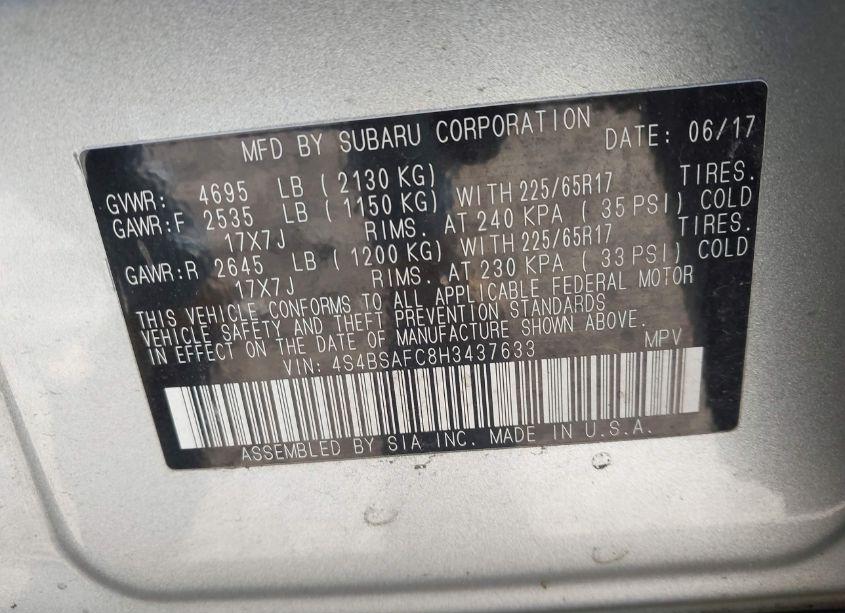 MFD BY SUBARU CORPORATION DATE: 06/17
GVWR: 4695 LB ( 2130 KG)
GAWR:F 2535 LB ( 1150 KG) WITH 225/65R17 TIRES.
17X7J RIMS. AT 240 KPA ( 35 PSI) COLD
GAWR:R 2645 LB ( 1200 KG) WITH 225/65R17 TIRES.
17X7J RIMS. AT 230 KPA ( 33 PSI) COLD
THIS VEHICLE CONFORMS TO ALL APPLICABLE FEDERAL MOTOR
VEHICLE SAFETY AND THEFT PREVENTION STANDARDS
IN EFFECT ON THE DATE OF MANUFACTURE SHOWN ABOVE.
VIN: 4S4BSAFC8H3437633 MPV
ASSEMBLED BY SIA INC. MADE IN U.S.A.